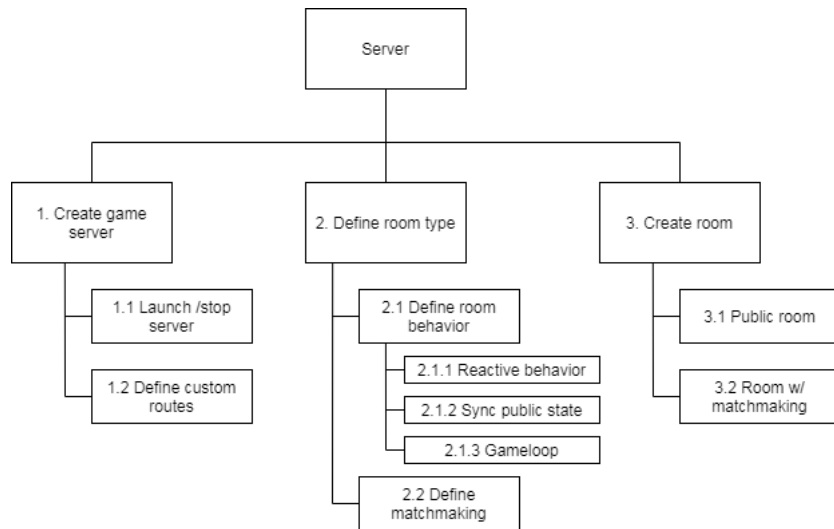 Server
1. Create game
server
1.1 Launch /stop
server
1.2 Define custom
routes
2. Define room type
2.1 Define room
behavior
2.1.1 Reactive behavior
2.1.2 Sync public state
2.1.3 Gameloop
2.2 Define
matchmaking
3. Create room
3.1 Public room
3.2 Room w/
matchmaking